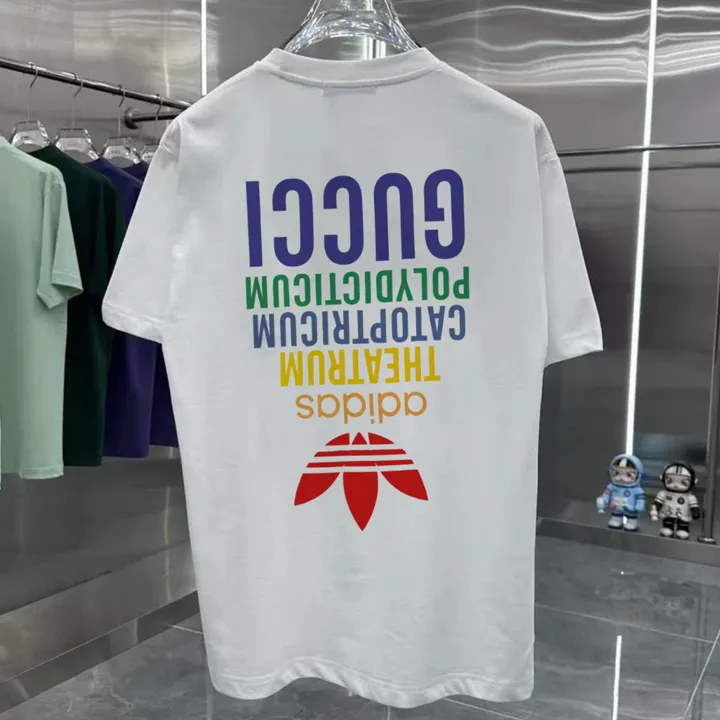 adidas
THEATRUM
CATOPTRICUM
POLYDICTICUM
GUCCI